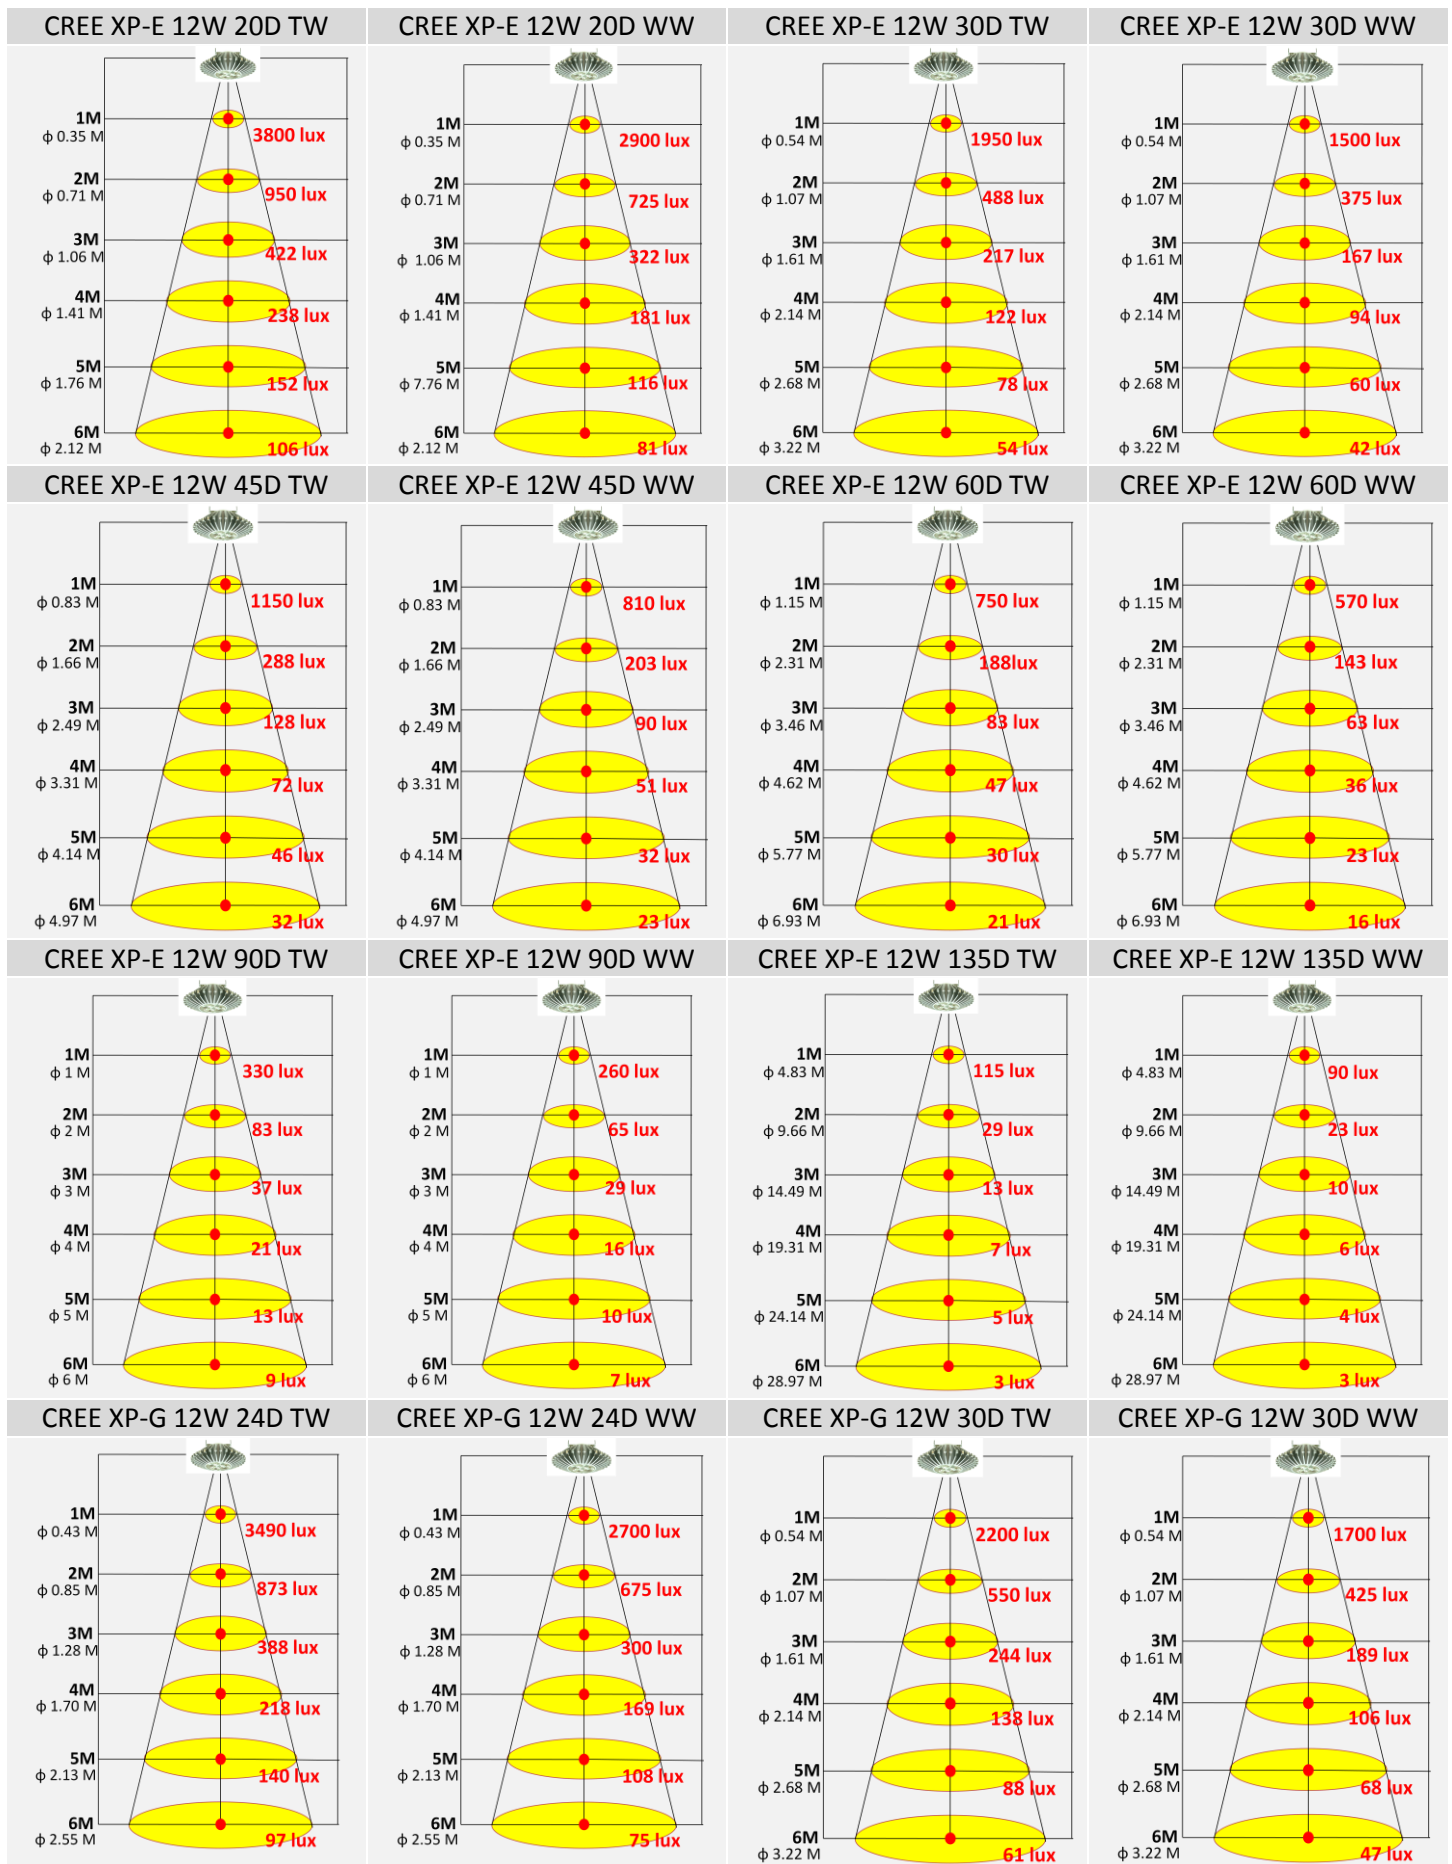 CREE XP-E 12W 20D TW
1M
φ 0.35 M
3800 lux
2M
φ 0.71 M
950 lux
3M
φ 1.06 M
422 lux
4M
φ 1.41 M
238 lux
5M
φ 1.76 M
152 lux
6M
φ 2.12 M
106 lux
CREE XP-E 12W 20D WW
1M
φ 0.35 M
2900 lux
2M
φ 0.71 M
725 lux
3M
φ 1.06 M
322 lux
4M
φ 1.41 M
181 lux
5M
φ 7.76 M
116 lux
6M
φ 2.12 M
81 lux
CREE XP-E 12W 30D TW
1M
φ 0.54 M
1950 lux
2M
φ 1.07 M
488 lux
3M
φ 1.61 M
217 lux
4M
φ 2.14 M
122 lux
5M
φ 2.68 M
78 lux
6M
φ 3.22 M
54 lux
CREE XP-E 12W 30D WW
1M
φ 0.54 M
1500 lux
2M
φ 1.07 M
375 lux
3M
φ 1.61 M
167 lux
4M
φ 2.14 M
94 lux
5M
φ 2.68 M
60 lux
6M
φ 3.22 M
42 lux
CREE XP-E 12W 45D TW
1M
φ 0.83 M
1150 lux
2M
φ 1.66 M
288 lux
3M
φ 2.49 M
128 lux
4M
φ 3.31 M
72 lux
5M
φ 4.14 M
46 lux
6M
φ 4.97 M
32 lux
CREE XP-E 12W 45D WW
1M
φ 0.83 M
810 lux
2M
φ 1.66 M
203 lux
3M
φ 2.49 M
90 lux
4M
φ 3.31 M
51 lux
5M
φ 4.14 M
32 lux
6M
φ 4.97 M
23 lux
CREE XP-E 12W 60D TW
1M
φ 1.15 M
750 lux
2M
φ 2.31 M
188lux
3M
φ 3.46 M
83 lux
4M
φ 4.62 M
47 lux
5M
φ 5.77 M
30 lux
6M
φ 6.93 M
21 lux
CREE XP-E 12W 60D WW
1M
φ 1.15 M
570 lux
2M
φ 2.31 M
143 lux
3M
φ 3.46 M
63 lux
4M
φ 4.62 M
36 lux
5M
φ 5.77 M
23 lux
6M
φ 6.93 M
16 lux
CREE XP-E 12W 90D TW
1M
φ 1 M
330 lux
2M
φ 2 M
83 lux
3M
φ 3 M
37 lux
4M
φ 4 M
21 lux
5M
φ 5 M
13 lux
6M
φ 6 M
9 lux
CREE XP-E 12W 90D WW
1M
φ 1 M
260 lux
2M
φ 2 M
65 lux
3M
φ 3 M
29 lux
4M
φ 4 M
16 lux
5M
φ 5 M
10 lux
6M
φ 6 M
7 lux
CREE XP-E 12W 135D TW
1M
φ 4.83 M
115 lux
2M
φ 9.66 M
29 lux
3M
φ 14.49 M
13 lux
4M
φ 19.31 M
7 lux
5M
φ 24.14 M
5 lux
6M
φ 28.97 M
3 lux
CREE XP-E 12W 135D WW
1M
φ 4.83 M
90 lux
2M
φ 9.66 M
23 lux
3M
φ 14.49 M
10 lux
4M
φ 19.31 M
6 lux
5M
φ 24.14 M
4 lux
6M
φ 28.97 M
3 lux
CREE XP-G 12W 24D TW
1M
φ 0.43 M
3490 lux
2M
φ 0.85 M
873 lux
3M
φ 1.28 M
388 lux
4M
φ 1.70 M
218 lux
5M
φ 2.13 M
140 lux
6M
φ 2.55 M
97 lux
CREE XP-G 12W 24D WW
1M
φ 0.43 M
2700 lux
2M
φ 0.85 M
675 lux
3M
φ 1.28 M
300 lux
4M
φ 1.70 M
169 lux
5M
φ 2.13 M
108 lux
6M
φ 2.55 M
75 lux
CREE XP-G 12W 30D TW
1M
φ 0.54 M
2200 lux
2M
φ 1.07 M
550 lux
3M
φ 1.61 M
244 lux
4M
φ 2.14 M
138 lux
5M
φ 2.68 M
88 lux
6M
φ 3.22 M
61 lux
CREE XP-G 12W 30D WW
1M
φ 0.54 M
1700 lux
2M
φ 1.07 M
425 lux
3M
φ 1.61 M
189 lux
4M
φ 2.14 M
106 lux
5M
φ 2.68 M
68 lux
6M
φ 3.22 M
47 lux